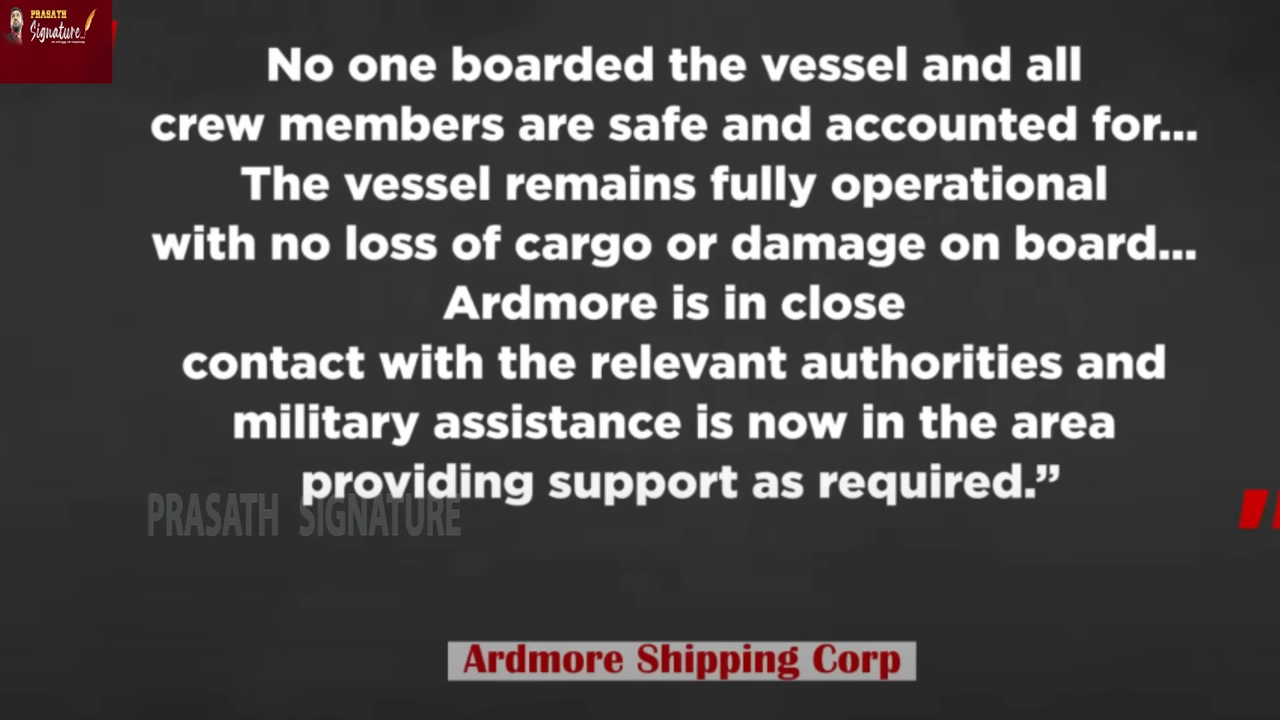 PRASATH
Signature..!
No one boarded the vessel and all
crew members are safe and accounted for...
The vessel remains fully operational
with no loss of cargo or damage on board...
Ardmore is in close
contact with the relevant authorities and
military assistance is now in the area
providing support as required.”
PRASATH SIGNATURE
Ardmore Shipping Corp